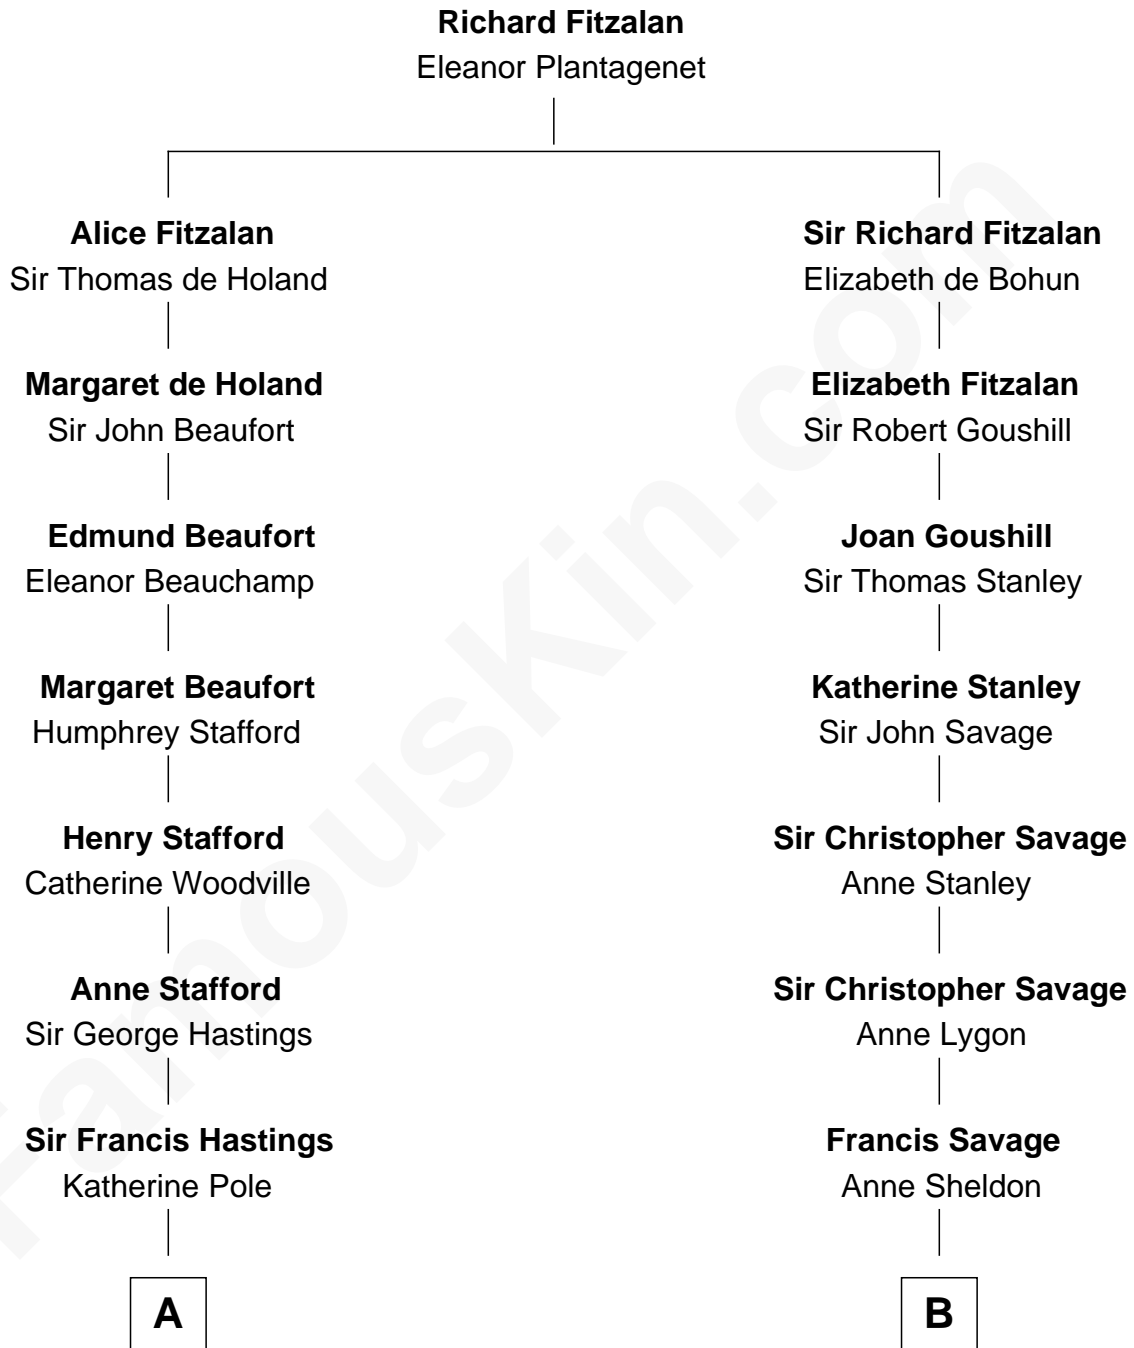 Richard Fitzalan
Eleanor Plantagenet
Alice Fitzalan
Sir Thomas de Holand
Sir Richard Fitzalan
Elizabeth de Bohun
Margaret de Holand
Sir John Beaufort
Elizabeth Fitzalan
Sir Robert Goushill
Edmund Beaufort
Eleanor Beauchamp
Joan Goushill
Sir Thomas Stanley
Margaret Beaufort
Humphrey Stafford
Katherine Stanley
Sir John Savage
Henry Stafford
Catherine Woodville
Sir Christopher Savage
Anne Stanley
Anne Stafford
Sir George Hastings
Sir Christopher Savage
Anne Lygon
Sir Francis Hastings
Katherine Pole
Francis Savage
Anne Sheldon
A
B
FamousKin.com